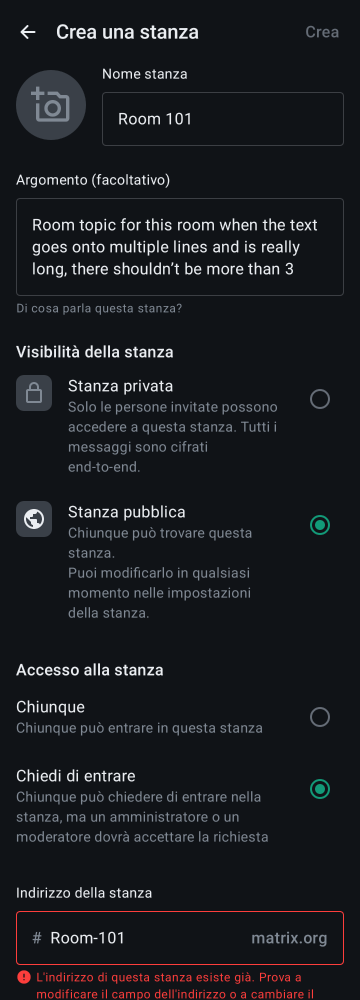 Crea una stanza
Crea
Nome stanza
Room 101
Argomento (facoltativo)
Room topic for this room when the text
goes onto multiple lines and is really
long, there shouldn’t be more than 3
Di cosa parla questa stanza?
Visibilità della stanza
Stanza privata
Solo le persone invitate possono
accedere a questa stanza. Tutti i
messaggi sono cifrati
end-to-end.
Stanza pubblica
Chiunque può trovare questa
stanza.
Puoi modificarlo in qualsiasi
momento nelle impostazioni
della stanza.
Accesso alla stanza
Chiunque
Chiunque può entrare in questa stanza
Chiedi di entrare
Chiunque può chiedere di entrare nella
stanza, ma un amministratore o un
moderatore dovrà accettare la richiesta
Indirizzo della stanza
# Room-101 matrix.org
L'indirizzo di questa stanza esiste già. Prova a
modificare il campo dell'indirizzo o a cambiare il